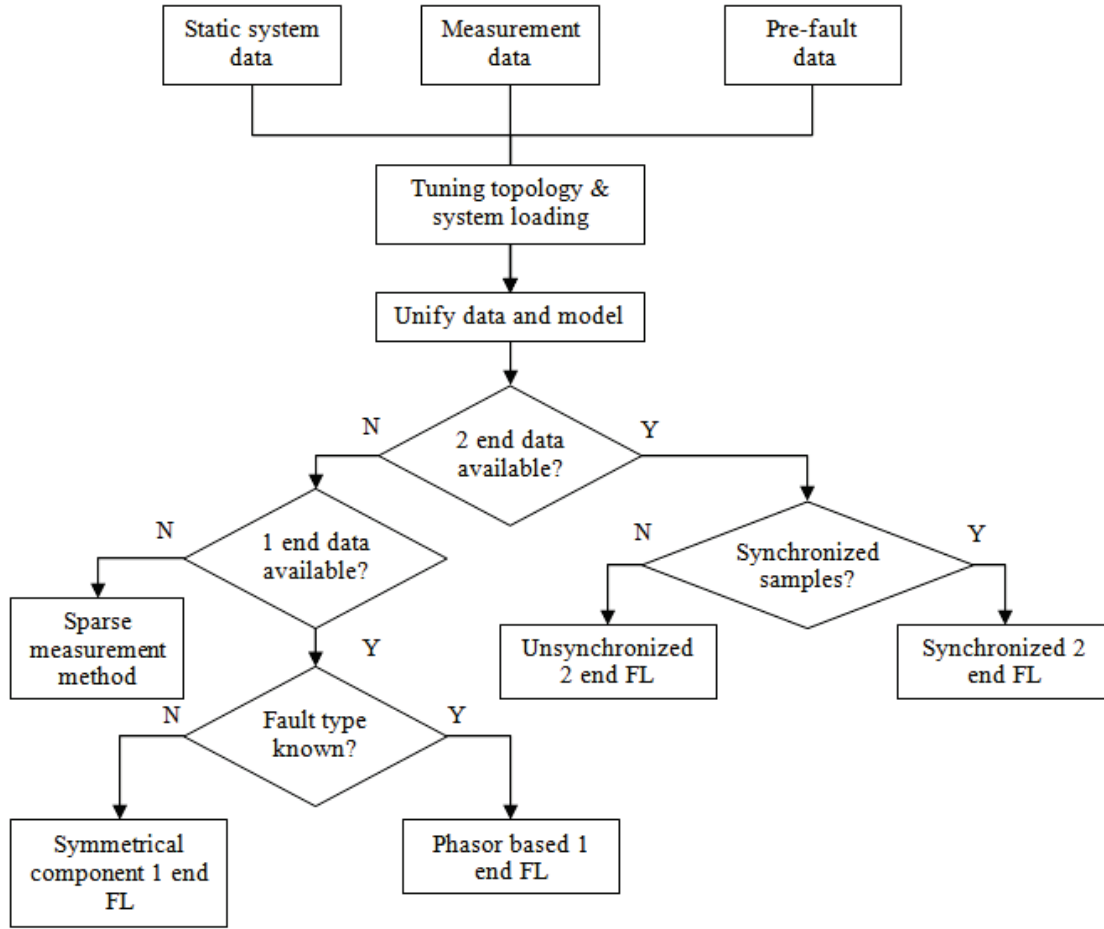 Static system
data
Measurement
data
Pre-fault
data
Tuning topology &
system loading
Unify data and model
N
2 end data
available?
Y
N
1 end data
available?
N
Synchronized
samples?
Y
Sparse
measurement
method
Y
Unsynchronized
2 end FL
Synchronized 2
end FL
N
Fault type
known?
Y
Symmetrical
component 1 end
FL
Phasor based 1
end FL